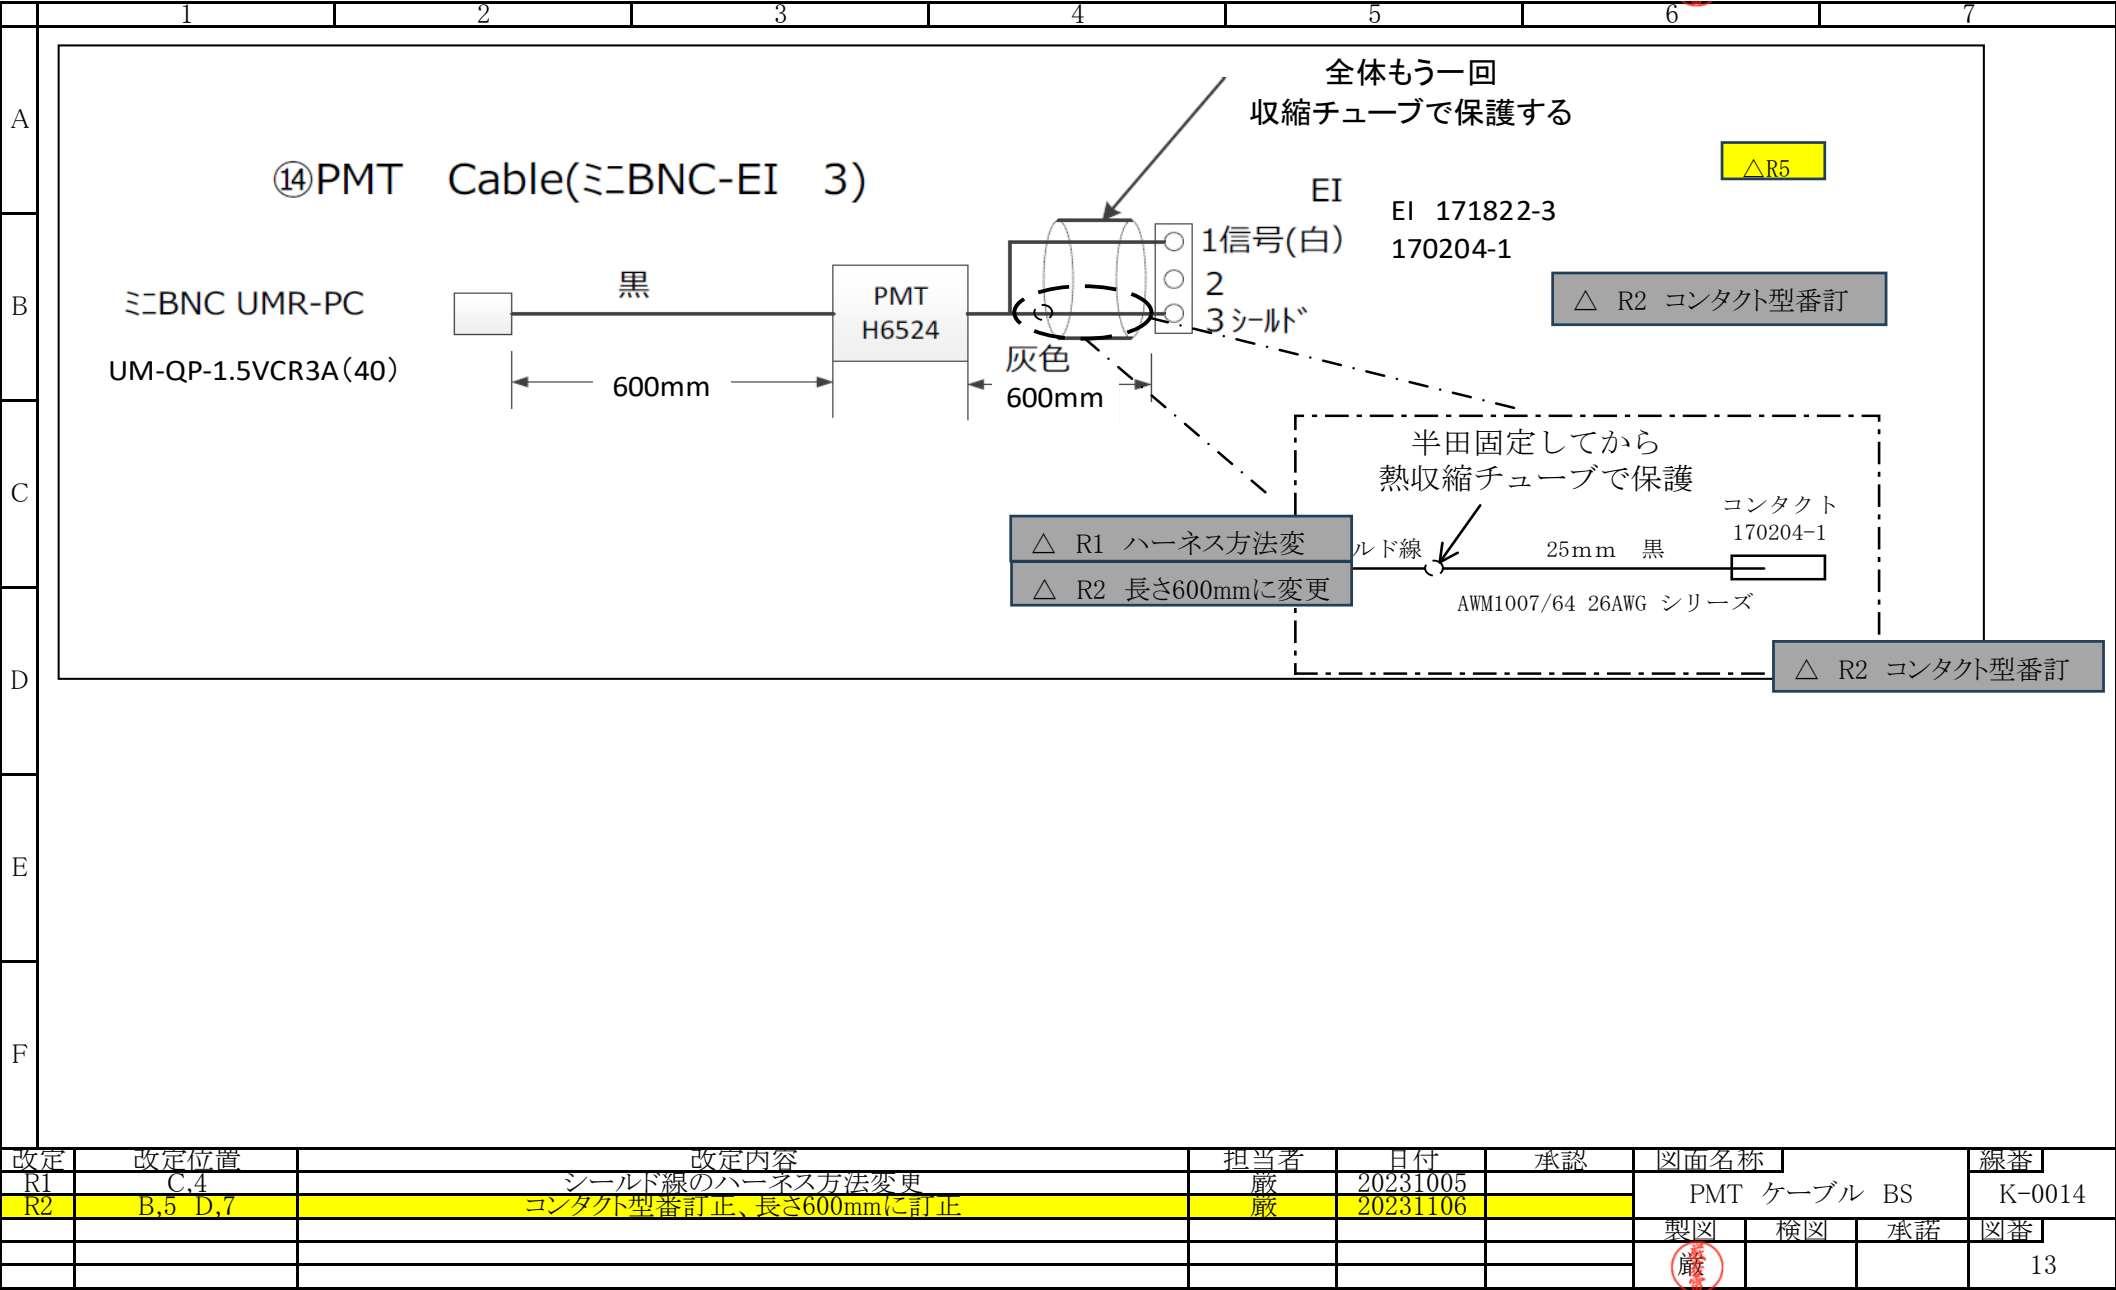 1 2 3 4 5 6 7
A
B
C
D
E
F
全体もう一回
収縮チューブで保護する
⑭PMT Cable(ミニBNC-EI 3)
△R5
EI
EI 171822-3
170204-1
1信号(白)
2
3シールド
△ R2 コンタクト型番訂
ミニBNC UMR-PC
UM-QP-1.5VCR3A(40)
黒
PMT
H6524
灰色
600mm
600mm
半田固定してから
熱収縮チューブで保護
コンタクト
170204-1
△ R1 ハーネス方法変
ルド線
25mm 黒
△ R2 長さ600mmに変更
AWM1007/64 26AWG シリーズ
△ R2 コンタクト型番訂
改定 改定位置 改定内容 担当者 日付 承認 図面名称 線番
R1 C,4 シールド線のハーネス方法変更 厳 20231005
R2 B,5 D,7 コンタクト型番訂正、長さ600mmに訂正 厳 20231106
PMT ケーブル BS K-0014
製図 検図 承諾 図番
厳 13